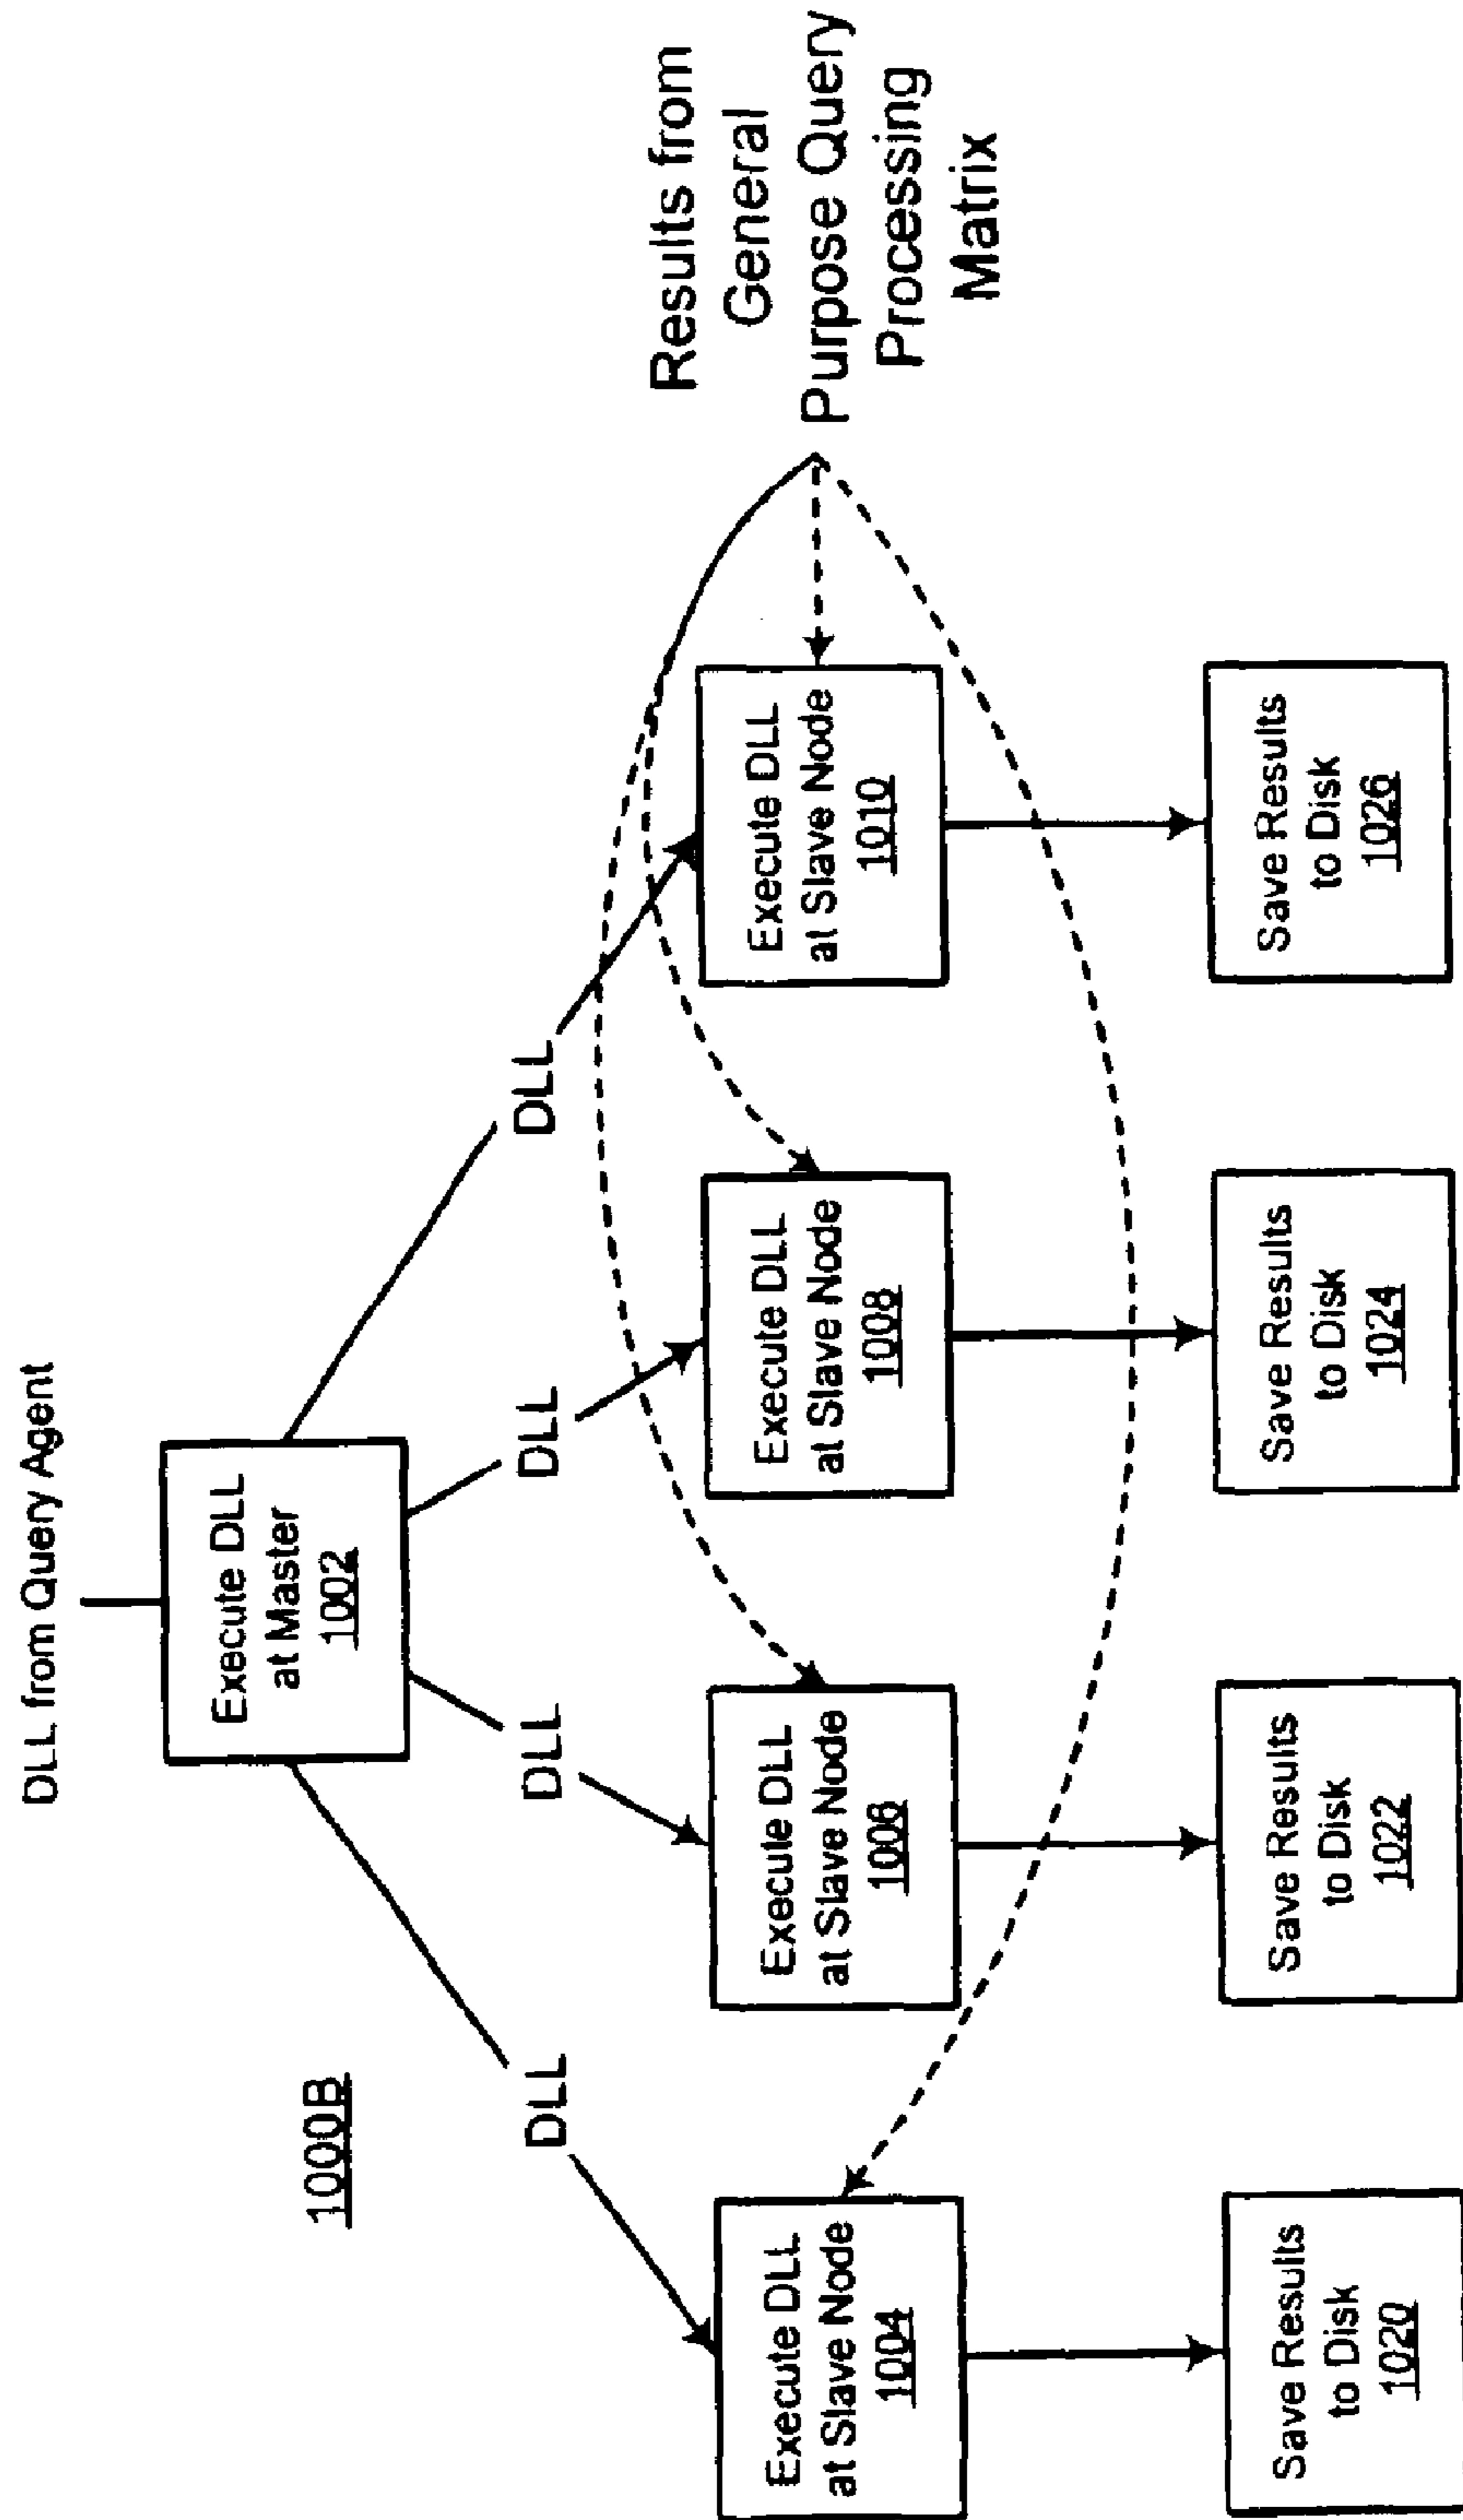 DLL from Query Agent
Execute DLL
at Master
1002
1000B
DLL
DLL
DLL
DLL
Results from
General
Purpose Query
Processing
Matrix
Execute DLL
at Slave Node
1004
Execute DLL
at Slave Node
1006
Execute DLL
at Slave Node
1008
Execute DLL
at Slave Node
1010
Save Results
to Disk
1020
Save Results
to Disk
1022
Save Results
to Disk
1024
Save Results
to Disk
1026